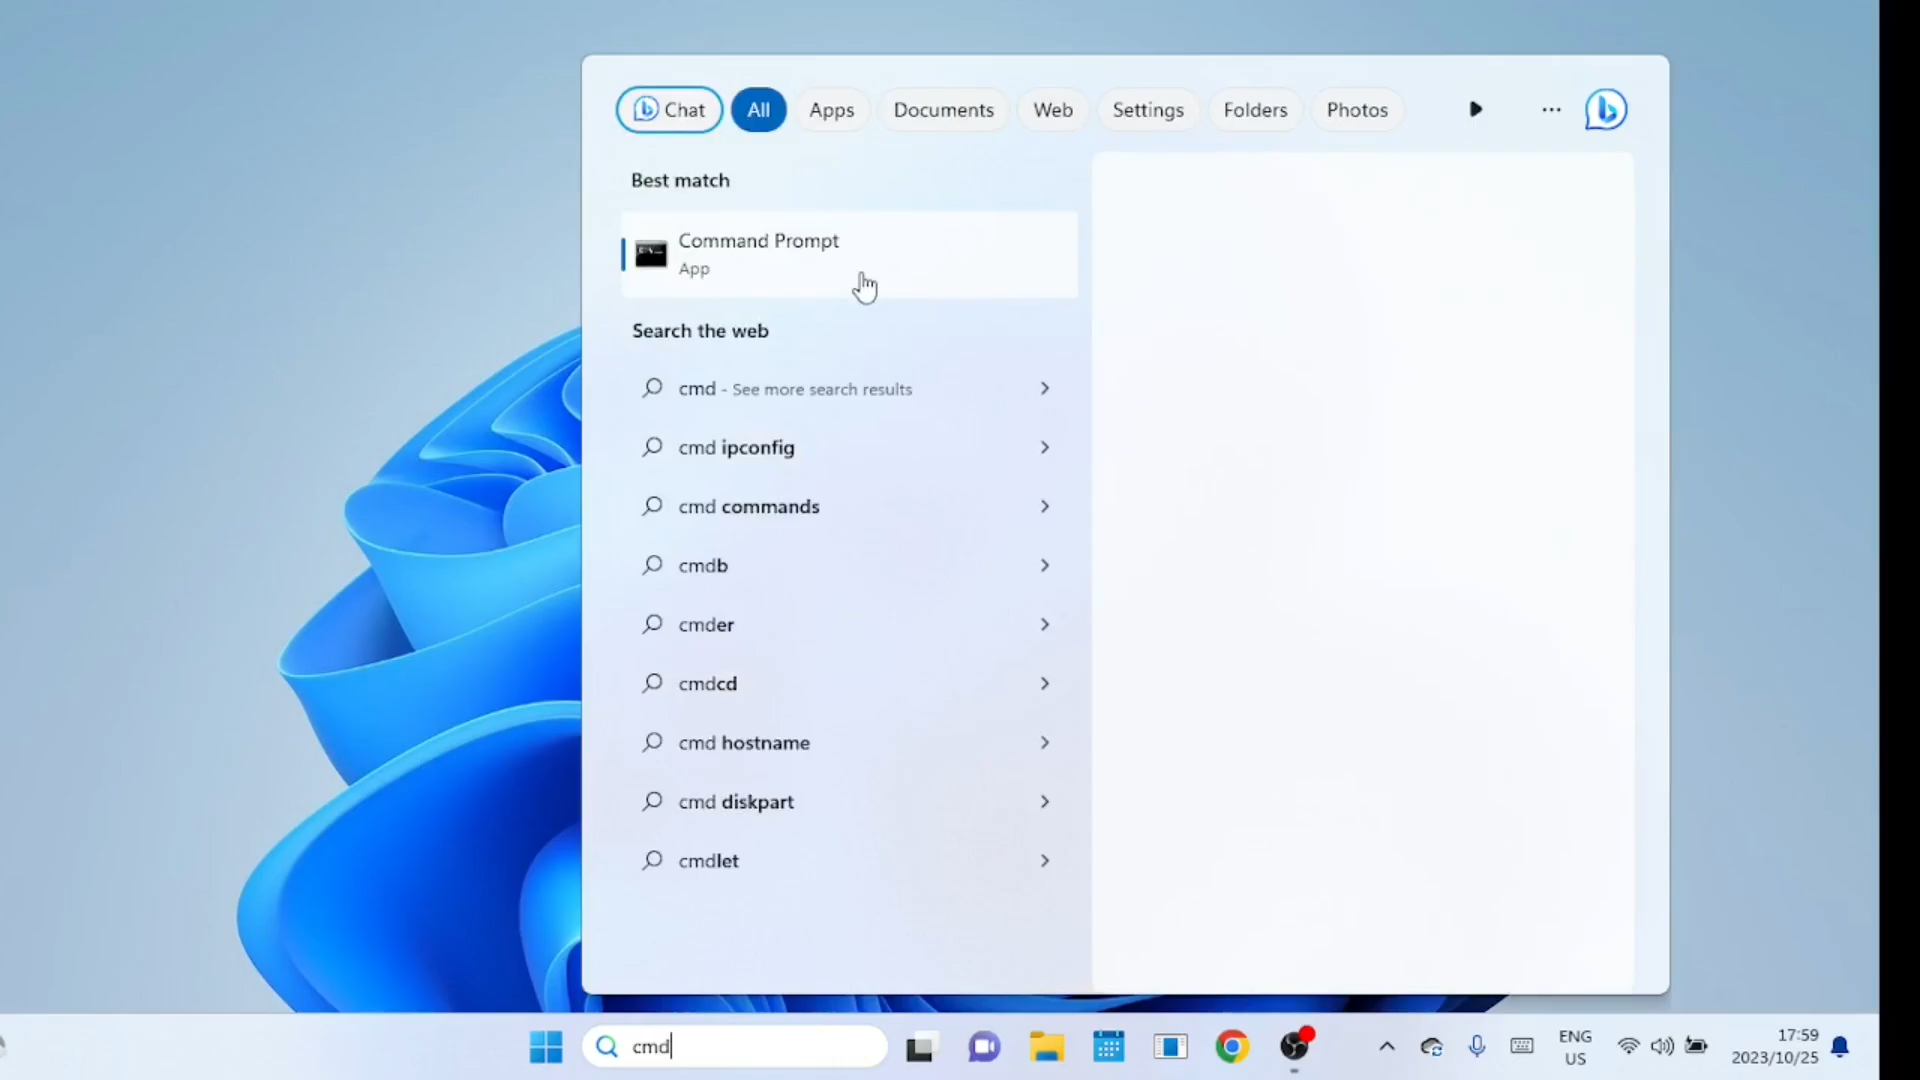 Chat All Apps Documents Web Settings Folders Photos
Best match
Command Prompt
App
Search the web
cmd - See more search results
cmd ipconfig
cmd commands
cmdb
cmder
cmdcd
cmd hostname
cmd diskpart
cmdlet
cmd
ENG
US
17:59
2023/10/25